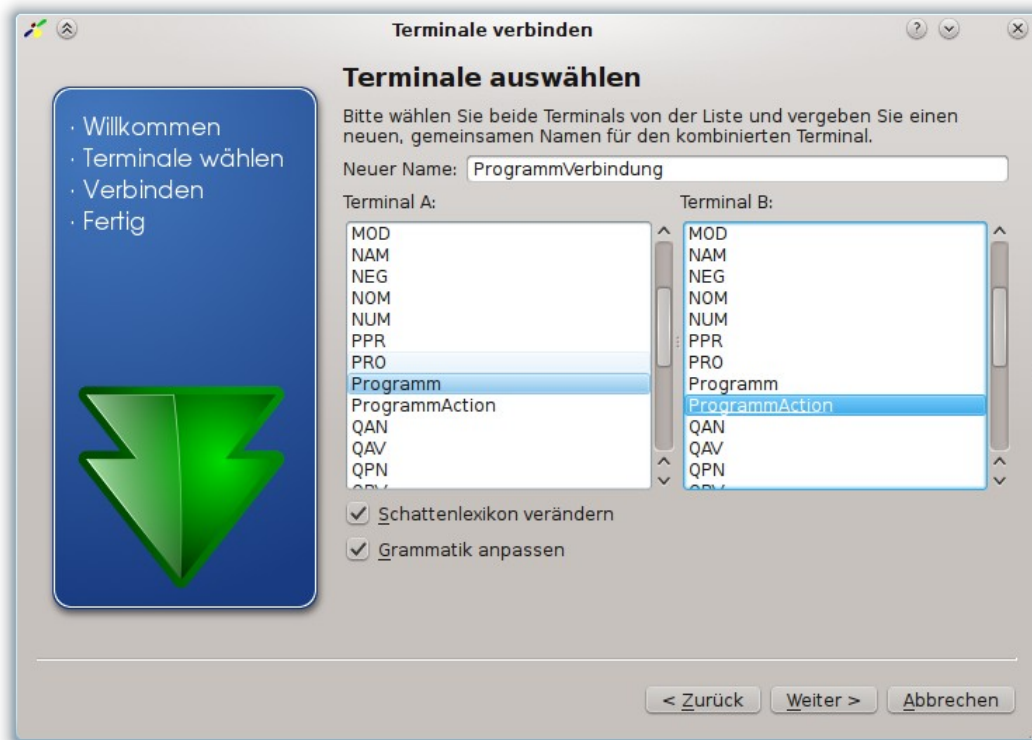 Terminale verbinden
· Willkommen
· Terminale wählen
· Verbinden
· Fertig
Terminale auswählen
Bitte wählen Sie beide Terminals von der Liste und vergeben Sie einen
neuen, gemeinsamen Namen für den kombinierten Terminal.
Neuer Name: ProgrammVerbindung
Terminal A:
MOD
NAM
NEG
NOM
NUM
PPR
PRO
Programm
ProgrammAction
QAN
QAV
QPN
Terminal B:
MOD
NAM
NEG
NOM
NUM
PPR
PRO
Programm
ProgrammAction
QAN
QAV
QPN
Schattenlexikon verändern
Grammatik anpassen
< Zurück
Weiter >
Abbrechen